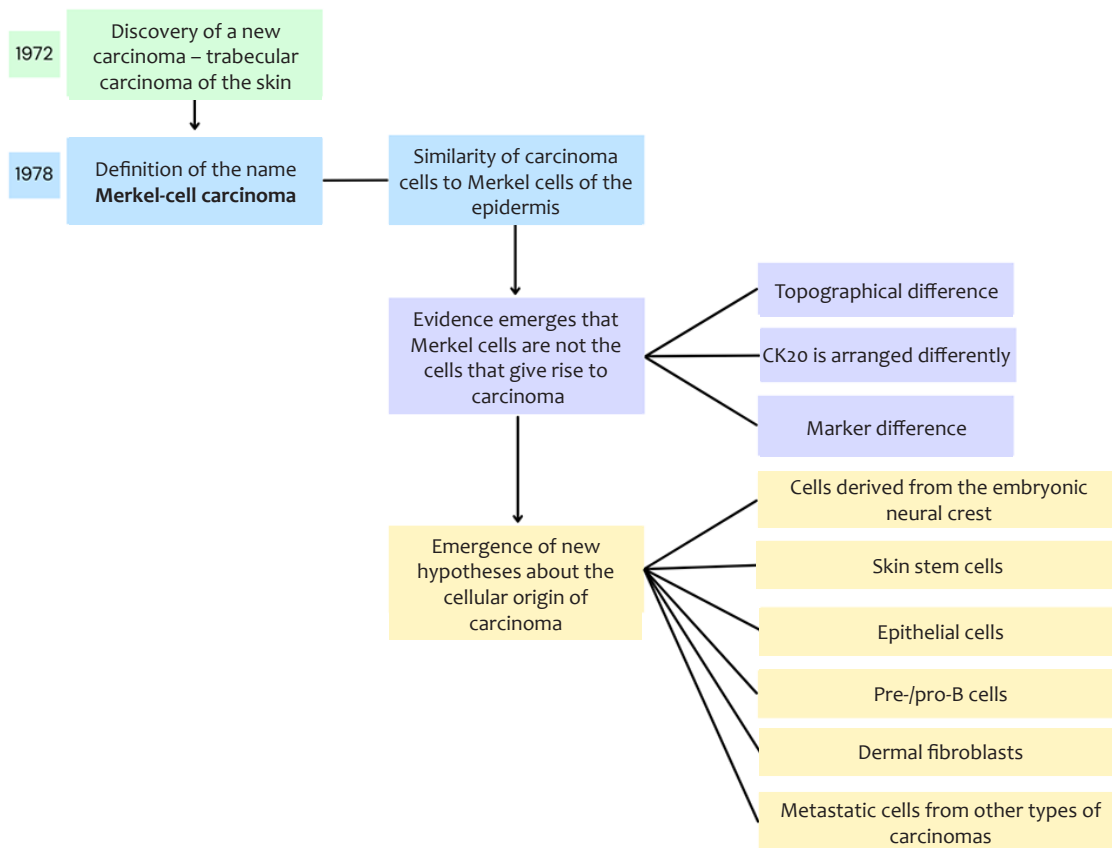 1972
Discovery of a new
carcinoma – trabecular
carcinoma of the skin
1978
Definition of the name
Merkel-cell carcinoma
Similarity of carcinoma
cells to Merkel cells of the
epidermis
Evidence emerges that
Merkel cells are not the
cells that give rise to
carcinoma
Topographical difference
CK20 is arranged differently
Marker difference
Emergence of new
hypotheses about the
cellular origin of
carcinoma
Cells derived from the embryonic
neural crest
Skin stem cells
Epithelial cells
Pre-/pro-B cells
Dermal fibroblasts
Metastatic cells from other types of
carcinomas